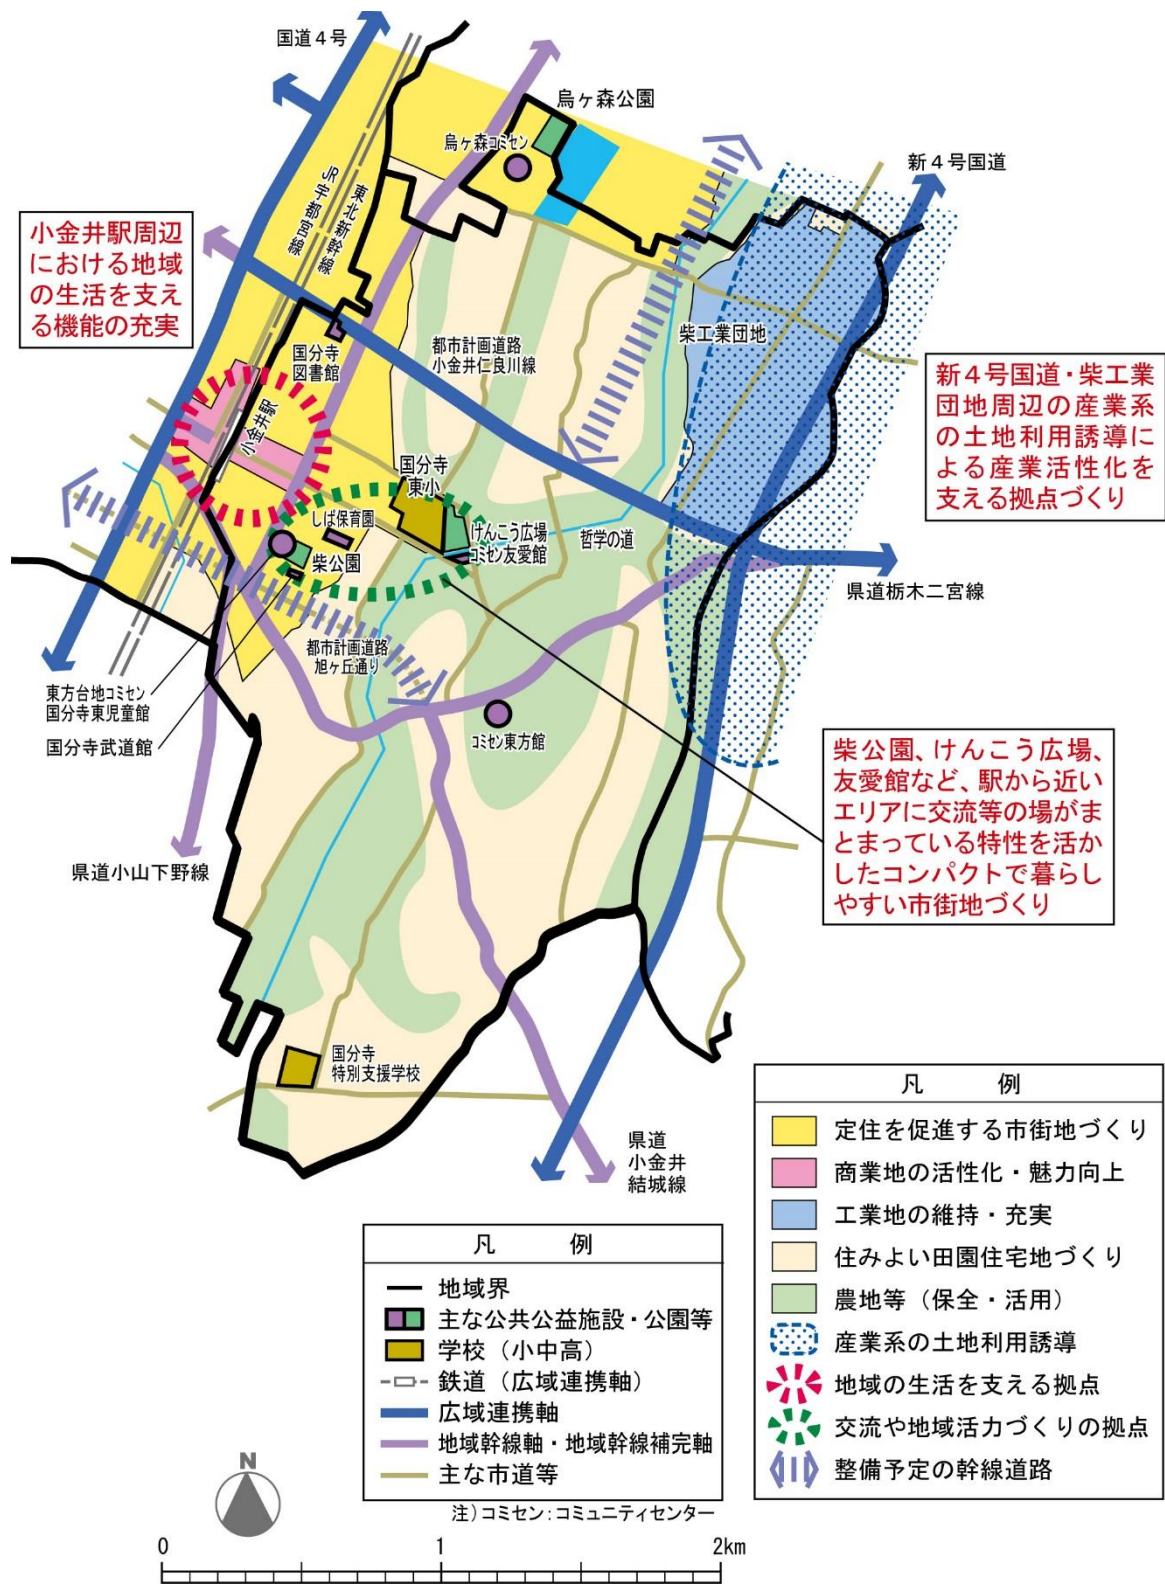 国道４号
烏ヶ森公園
烏ヶ森コミセン
新４号国道
JR宇都宮線
東北新幹線
小金井駅周辺
における地域
の生活を支え
る機能の充実
国分寺
図書館
都市計画道路
小金井仁良川線
柴工業団地
新４号国道・柴工業
団地周辺の産業系
の土地利用誘導に
よる産業活性化を
支える拠点づくり
小金井駅
国分寺
東小
しば保育園
けんこう広場
コミセン友愛館
哲学の道
柴公園
県道栃木二宮線
都市計画道路
旭ヶ丘通り
東方台地コミセン
国分寺東児童館
国分寺武道館
コミセン東方館
柴公園、けんこう広場、
友愛館など、駅から近い
エリアに交流等の場がま
とまっている特性を活か
したコンパクトで暮らし
やすい市街地づくり
県道小山下野線
国分寺
特別支援学校
県道
小金井
結城線
凡　例
地域界
主な公共公益施設・公園等
学校（小中高）
鉄道（広域連携軸）
広域連携軸
地域幹線軸・地域幹線補完軸
主な市道等
注）コミセン：コミュニティセンター
凡　例
定住を促進する市街地づくり
商業地の活性化・魅力向上
工業地の維持・充実
住みよい田園住宅地づくり
農地等（保全・活用）
産業系の土地利用誘導
地域の生活を支える拠点
交流や地域活力づくりの拠点
整備予定の幹線道路
N
0 1 2km